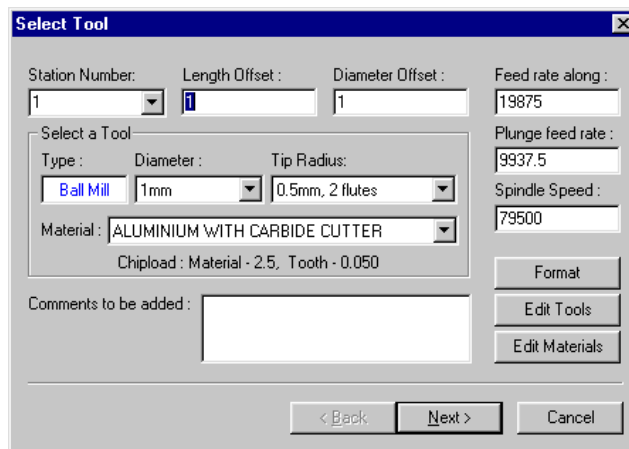 Select Tool
Station Number:
Length Offset :
Diameter Offset :
Feed rate along :
1
1
1
19875
Select a Tool
Plunge feed rate :
9937.5
Type :
Diameter :
Tip Radius:
Ball Mill
1mm
0.5mm, 2 flutes
Spindle Speed :
79500
Material :
ALUMINIUM WITH CARBIDE CUTTER
Chipload : Material - 2.5, Tooth - 0.050
Format
Comments to be added :
Edit Tools
Edit Materials
< Back
Next >
Cancel